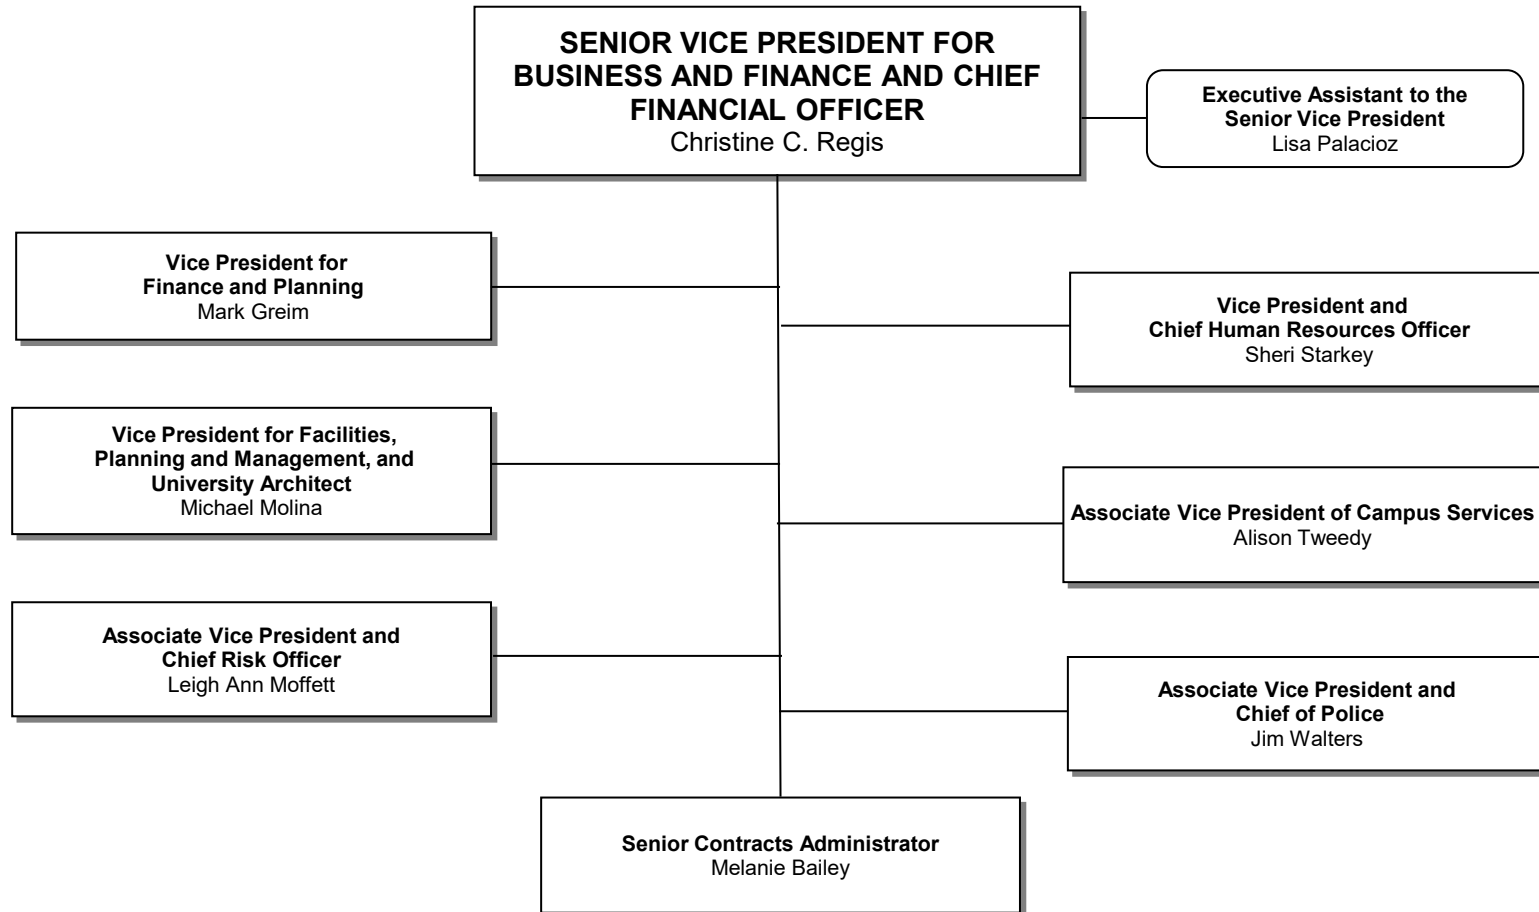 SENIOR VICE PRESIDENT FOR
BUSINESS AND FINANCE AND CHIEF
FINANCIAL OFFICER
Christine C. Regis
Executive Assistant to the
Senior Vice President
Lisa Palacioz
Vice President for
Finance and Planning
Mark Greim
Vice President and
Chief Human Resources Officer
Sheri Starkey
Vice President for Facilities,
Planning and Management, and
University Architect
Michael Molina
Associate Vice President of Campus Services
Alison Tweedy
Associate Vice President and
Chief Risk Officer
Leigh Ann Moffett
Associate Vice President and
Chief of Police
Jim Walters
Senior Contracts Administrator
Melanie Bailey